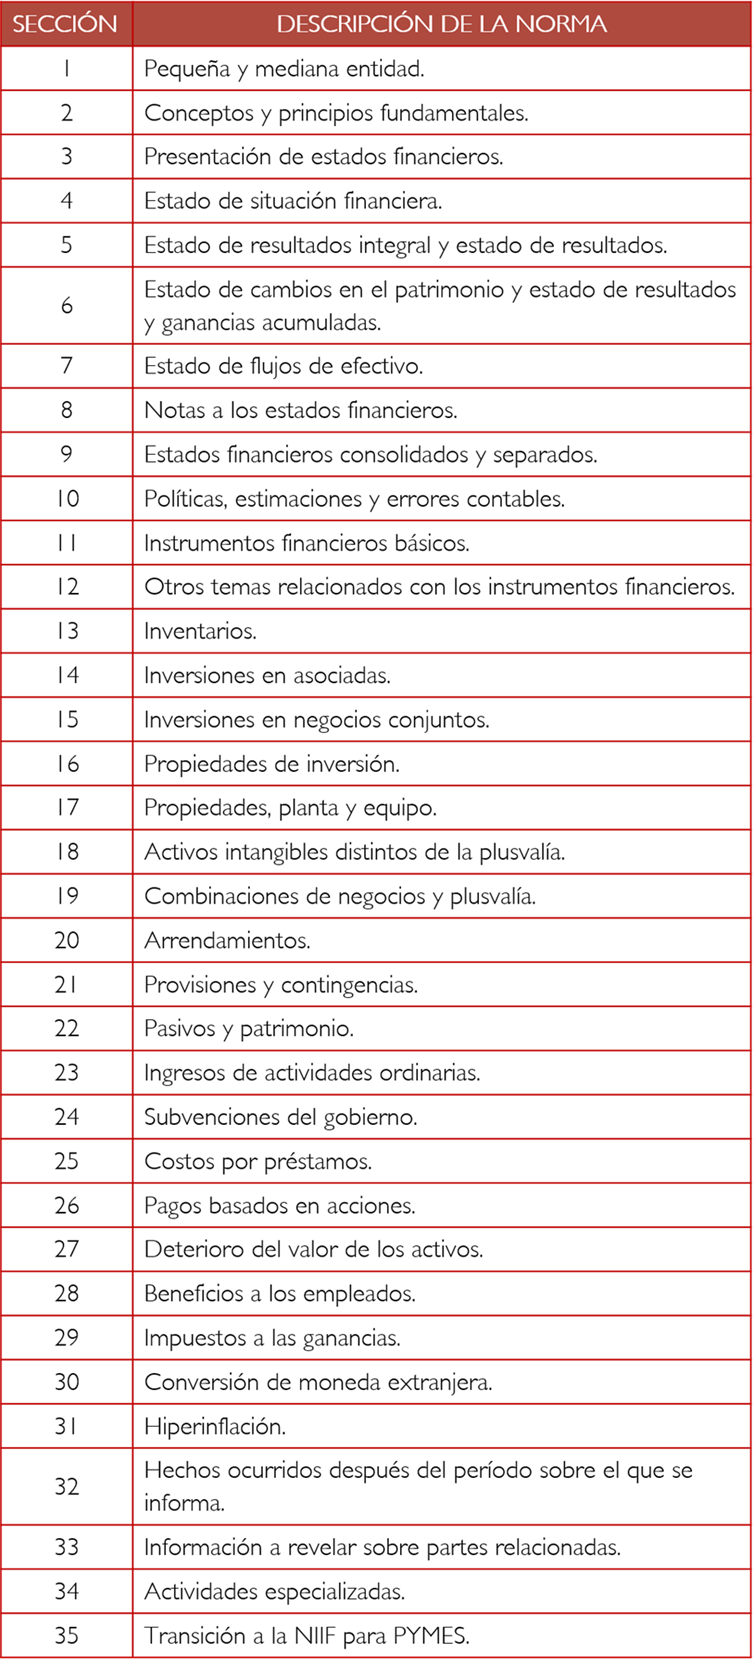 SECCIÓN DESCRIPCIÓN DE LA NORMA
1 Pequeña y mediana entidad.
2 Conceptos y principios fundamentales.
3 Presentación de estados financieros.
4 Estado de situación financiera.
5 Estado de resultados integral y estado de resultados.
6 Estado de cambios en el patrimonio y estado de resultados
y ganancias acumuladas.
7 Estado de flujos de efectivo.
8 Notas a los estados financieros.
9 Estados financieros consolidados y separados.
10 Políticas, estimaciones y errores contables.
11 Instrumentos financieros básicos.
12 Otros temas relacionados con los instrumentos financieros.
13 Inventarios.
14 Inversiones en asociadas.
15 Inversiones en negocios conjuntos.
16 Propiedades de inversión.
17 Propiedades, planta y equipo.
18 Activos intangibles distintos de la plusvalía.
19 Combinaciones de negocios y plusvalía.
20 Arrendamientos.
21 Provisiones y contingencias.
22 Pasivos y patrimonio.
23 Ingresos de actividades ordinarias.
24 Subvenciones del gobierno.
25 Costos por préstamos.
26 Pagos basados en acciones.
27 Deterioro del valor de los activos.
28 Beneficios a los empleados.
29 Impuestos a las ganancias.
30 Conversión de moneda extranjera.
31 Hiperinflación.
32 Hechos ocurridos después del período sobre el que se
informa.
33 Información a revelar sobre partes relacionadas.
34 Actividades especializadas.
35 Transición a la NIIF para PYMES.